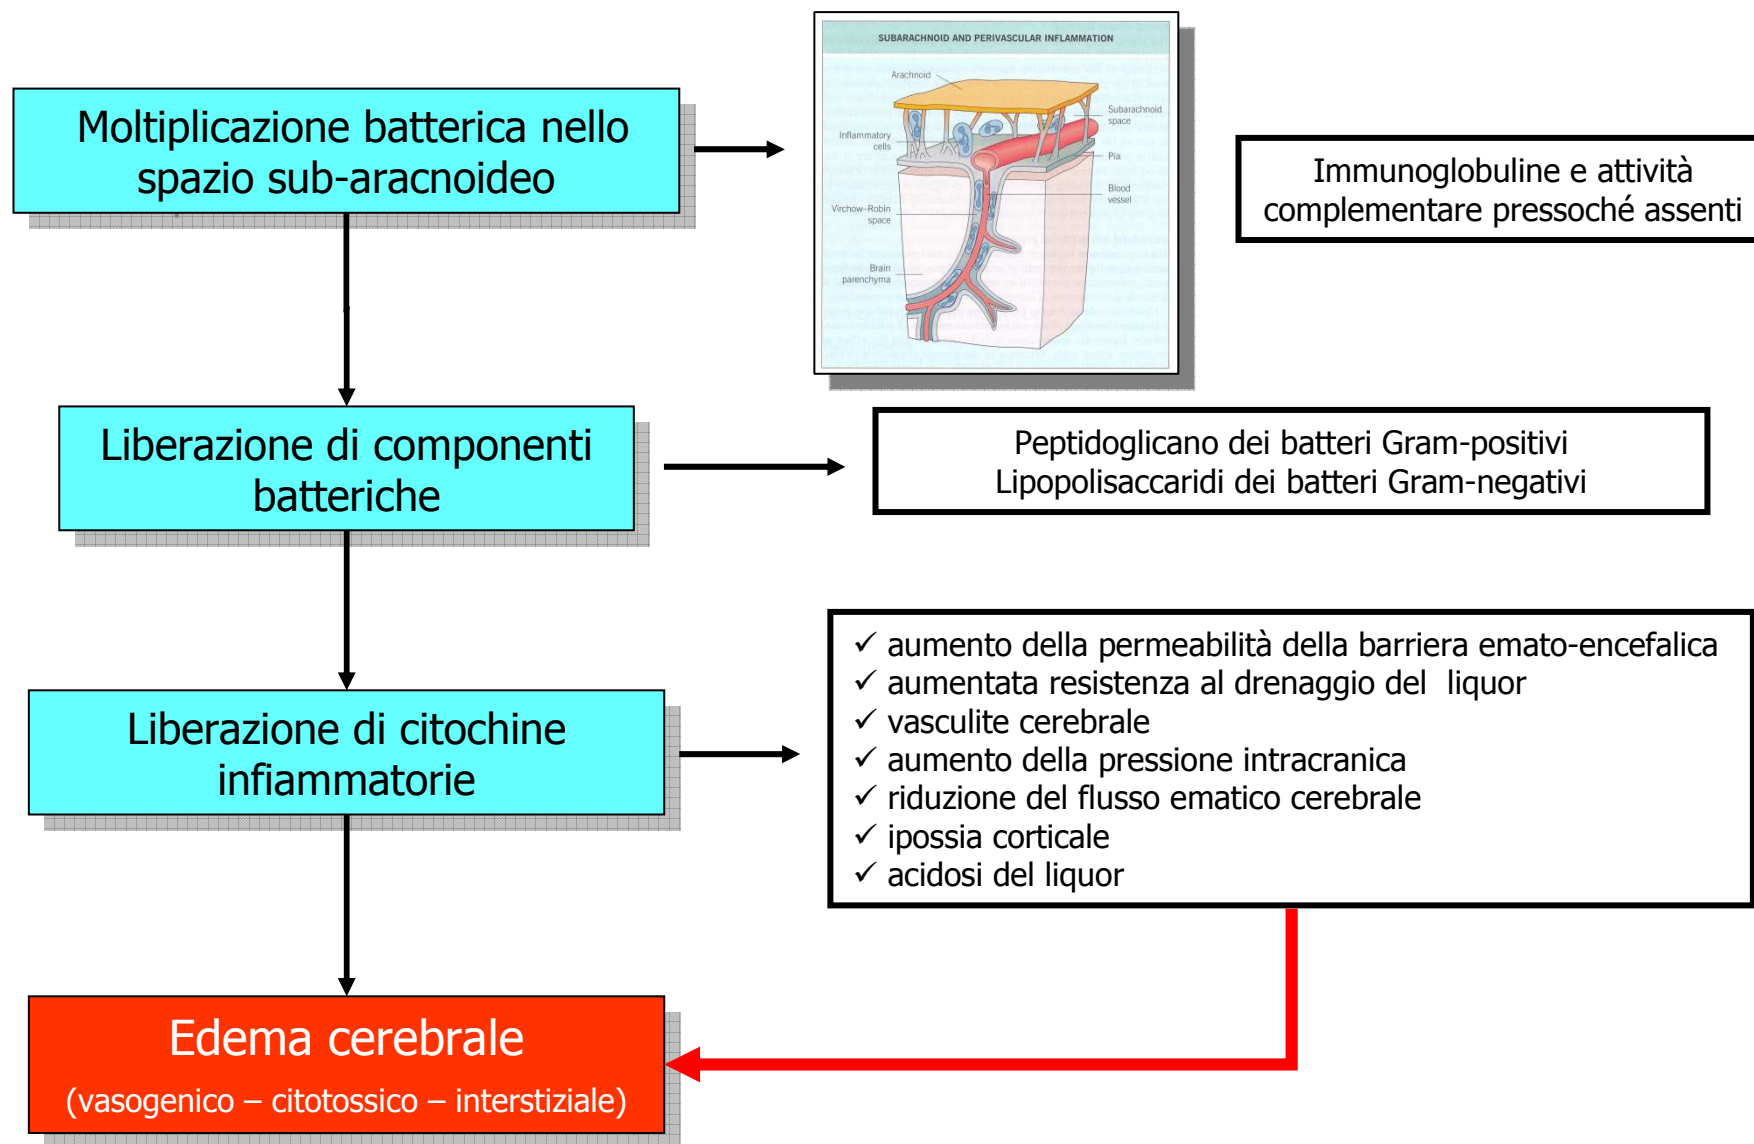 Moltiplicazione batterica nello
spazio sub-aracnoideo
SUBARACHNOID AND PERIVASCULAR INFLAMMATION
Arachnoid
Subarachnoid
space
Inflammatory
cells
Pia
Blood
vessel
Virchow–Robin
space
Brain
parenchyma
Immunoglobuline e attività
complementare pressoché assenti
Liberazione di componenti
batteriche
Peptidoglicano dei batteri Gram-positivi
Lipopolisaccaridi dei batteri Gram-negativi
Liberazione di citochine
infiammatorie
✓ aumento della permeabilità della barriera emato-encefalica
✓ aumentata resistenza al drenaggio del liquor
✓ vasculite cerebrale
✓ aumento della pressione intracranica
✓ riduzione del flusso ematico cerebrale
✓ ipossia corticale
✓ acidosi del liquor
Edema cerebrale
(vasogenico – citotossico – interstiziale)